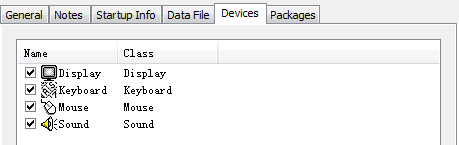 General Notes Startup Info Data File Devices Packages
Name Class
Display Display
Keyboard Keyboard
Mouse Mouse
Sound Sound